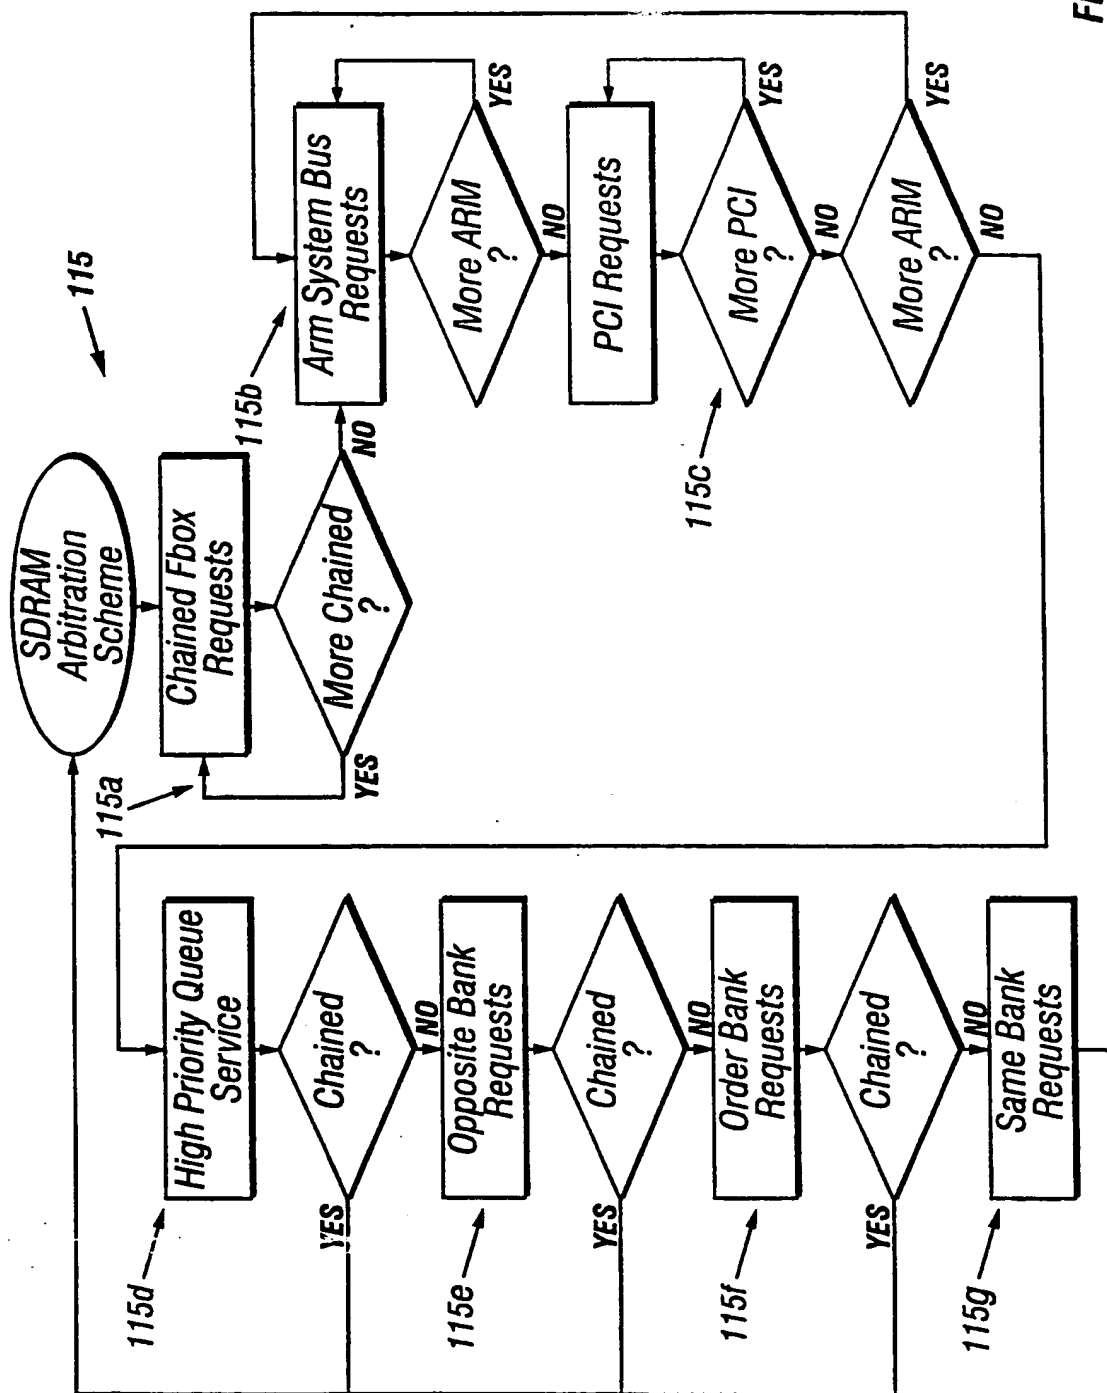 115
SDRAM
Arbitration
Scheme
115a
Chained Fbox
Requests
More Chained
?
YES
NO
115b
Arm System Bus
Requests
More ARM
?
YES
NO
PCI Requests
115c
More PCI
?
YES
NO
More ARM
?
YES
NO
115d
High Priority Queue
Service
Chained
?
YES
NO
115e
Opposite Bank
Requests
Chained
?
YES
NO
115f
Order Bank
Requests
Chained
?
YES
NO
115g
Same Bank
Requests